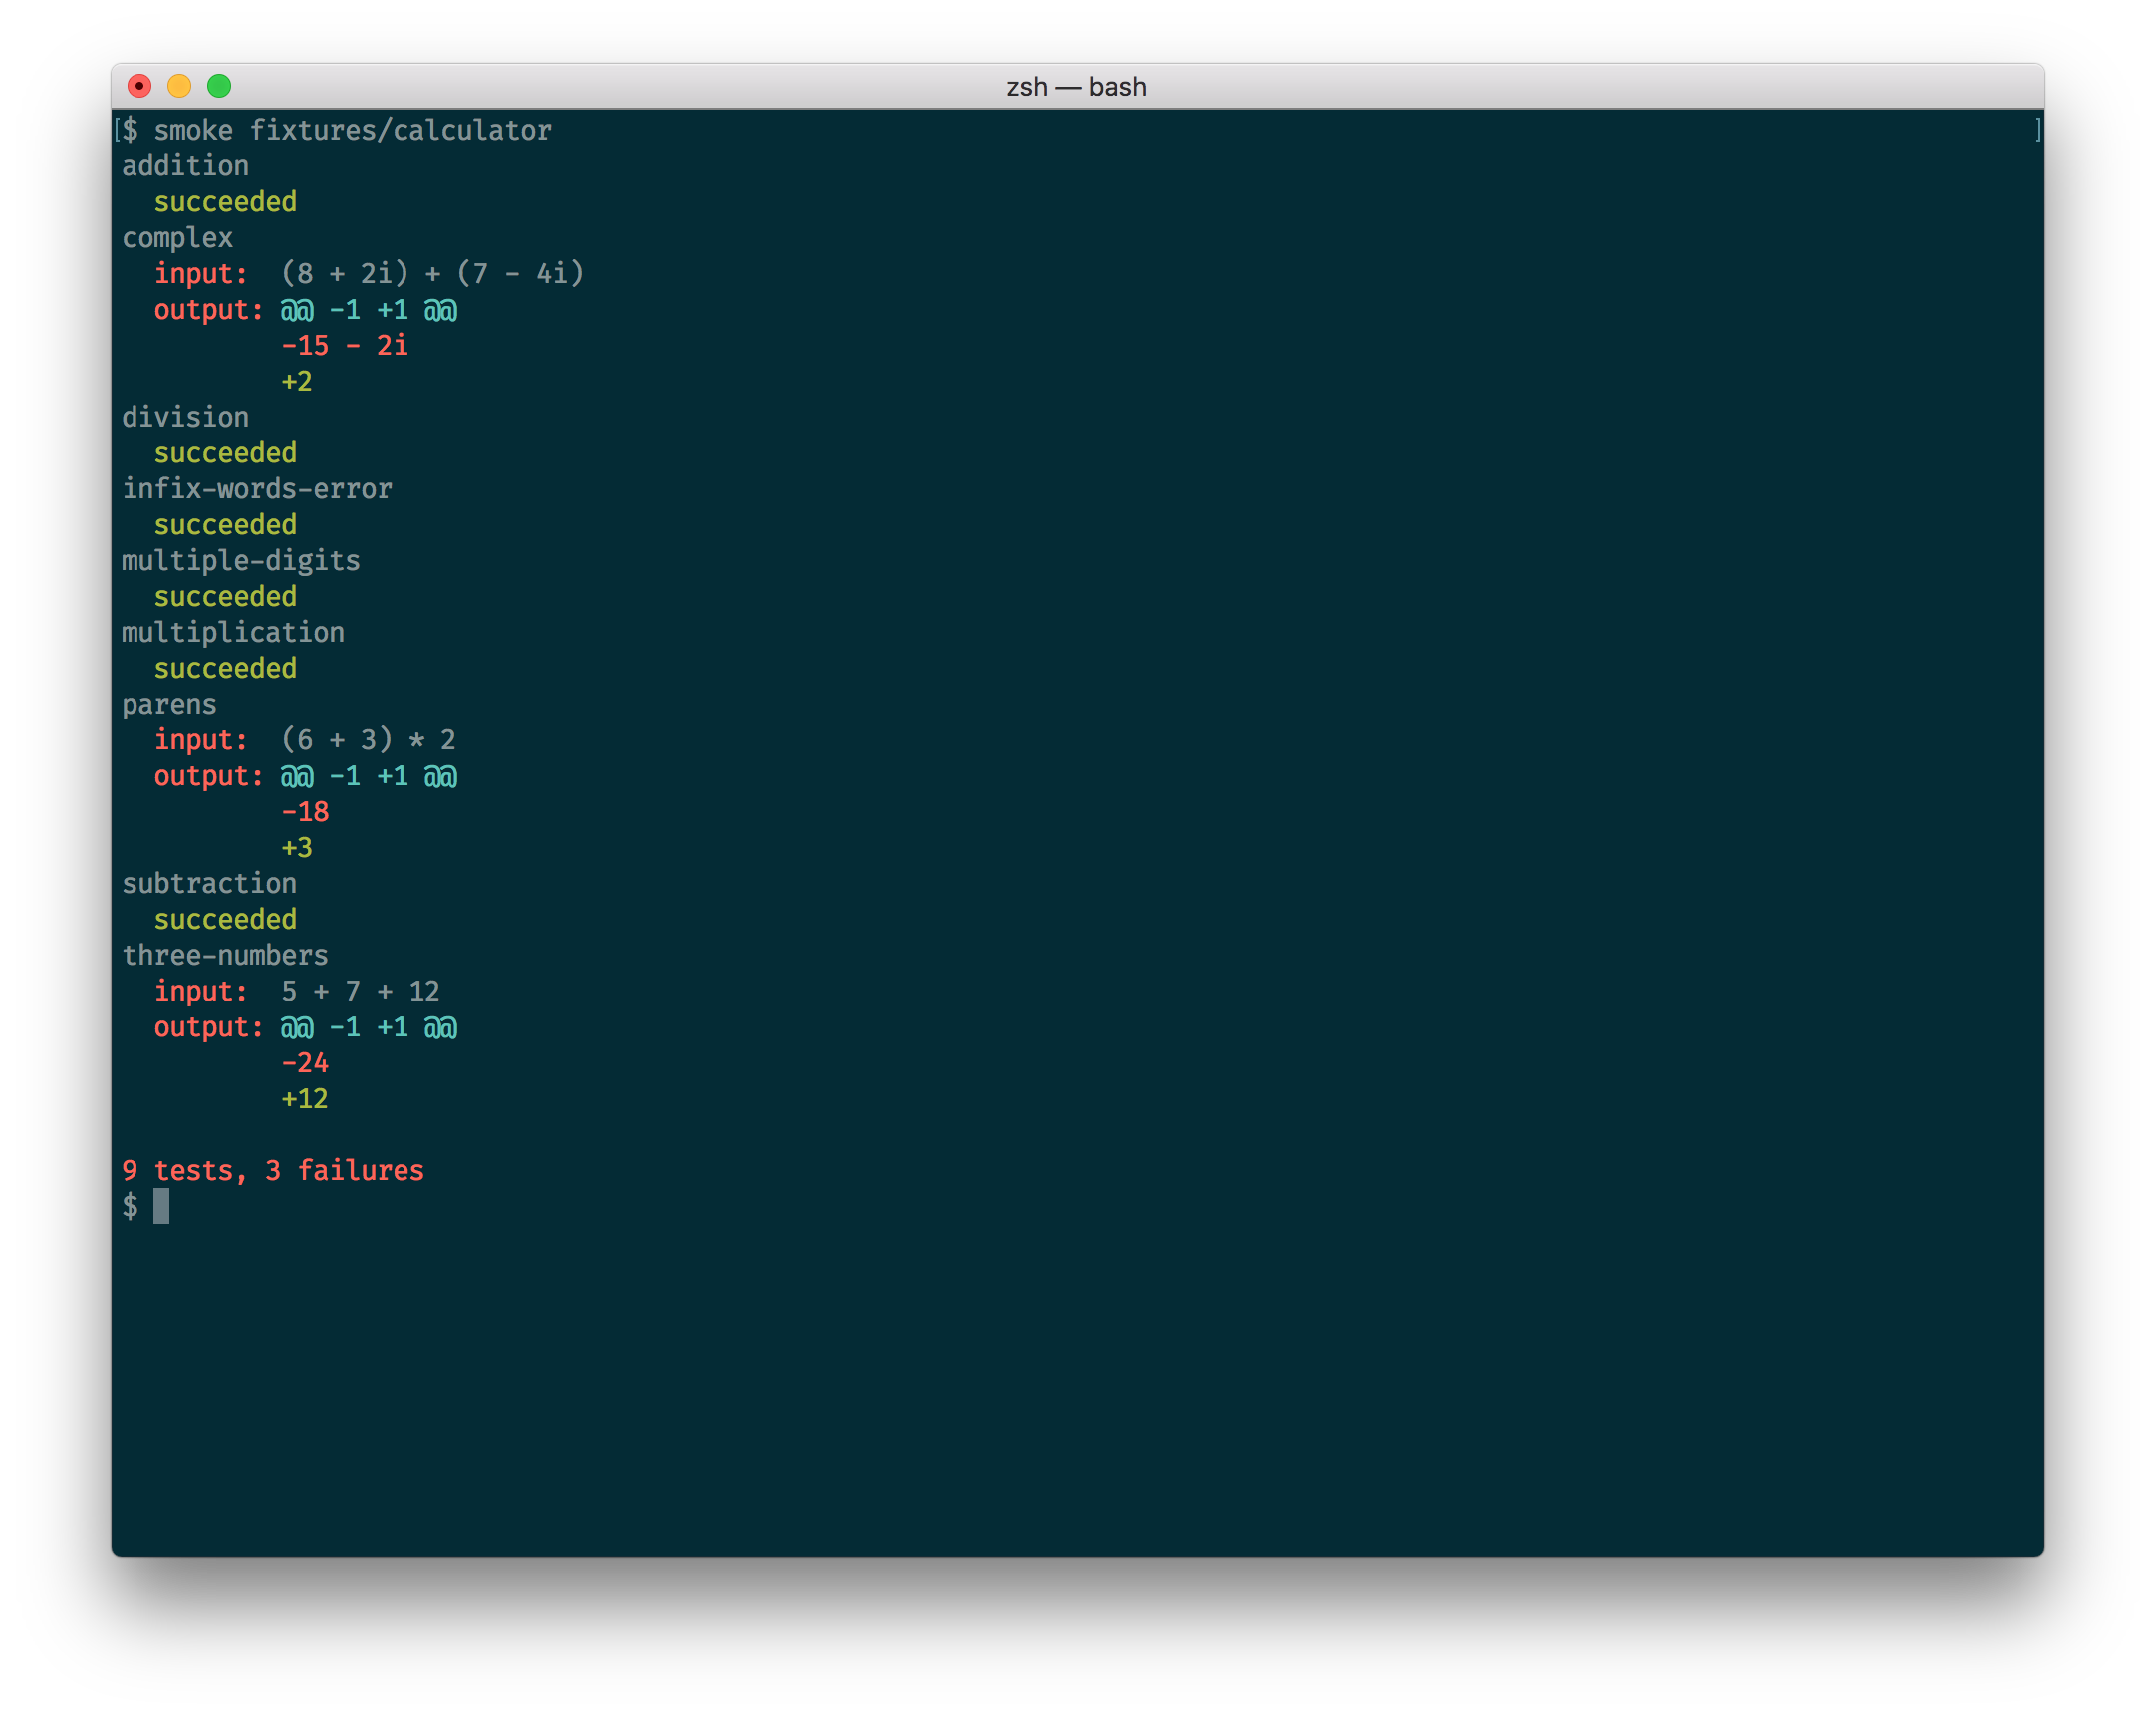 zsh — bash
[$ smoke fixtures/calculator ]
addition
  succeeded
complex
  input:  (8 + 2i) + (7 - 4i)
  output: @@ -1 +1 @@
          -15 - 2i
          +2
division
  succeeded
infix-words-error
  succeeded
multiple-digits
  succeeded
multiplication
  succeeded
parens
  input:  (6 + 3) * 2
  output: @@ -1 +1 @@
          -18
          +3
subtraction
  succeeded
three-numbers
  input:  5 + 7 + 12
  output: @@ -1 +1 @@
          -24
          +12
9 tests, 3 failures
$